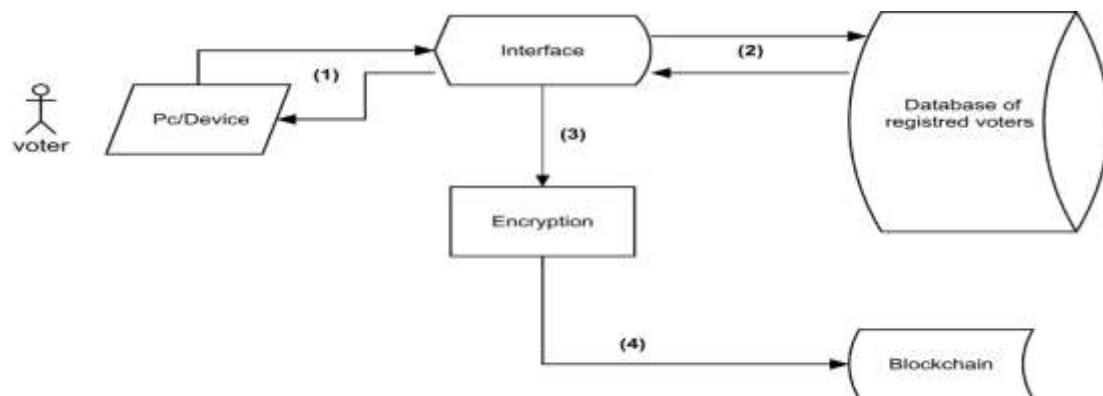 Interface
(2)
(1)
Pc/Device
voter
Database of
registred voters
(3)
Encryption
(4)
Blockchain